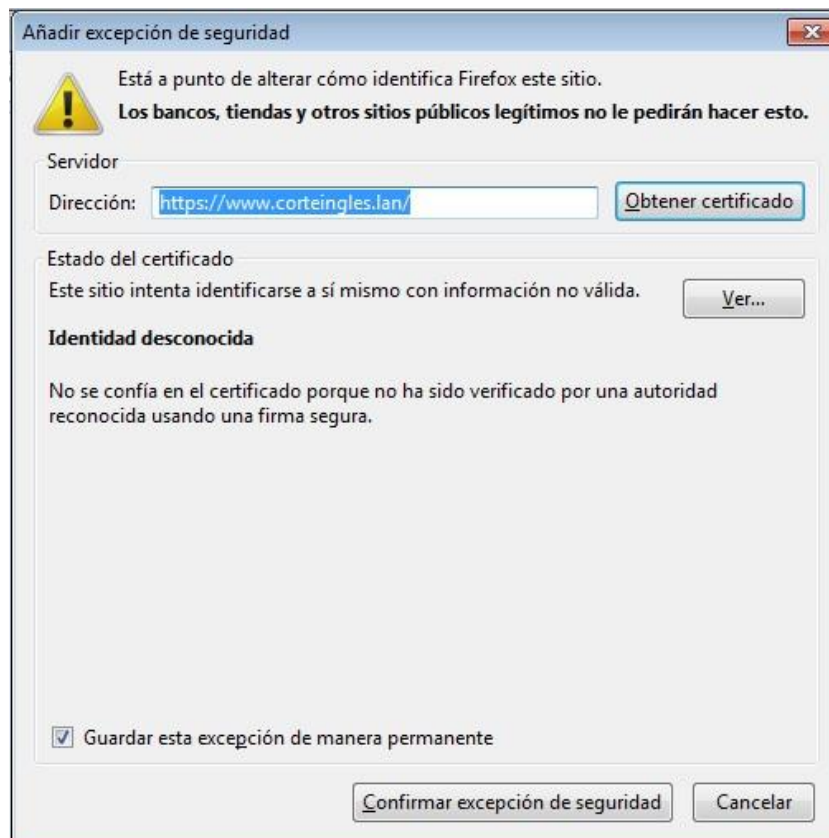 Añadir excepción de seguridad
Está a punto de alterar cómo identifica Firefox este sitio.
Los bancos, tiendas y otros sitios públicos legítimos no le pedirán hacer esto.
Servidor
Dirección: https://www.corteingles.lan/ Obtener certificado
Estado del certificado
Este sitio intenta identificarse a sí mismo con información no válida. Ver...
Identidad desconocida
No se confía en el certificado porque no ha sido verificado por una autoridad
reconocida usando una firma segura.
Guardar esta excepción de manera permanente
Confirmar excepción de seguridad Cancelar